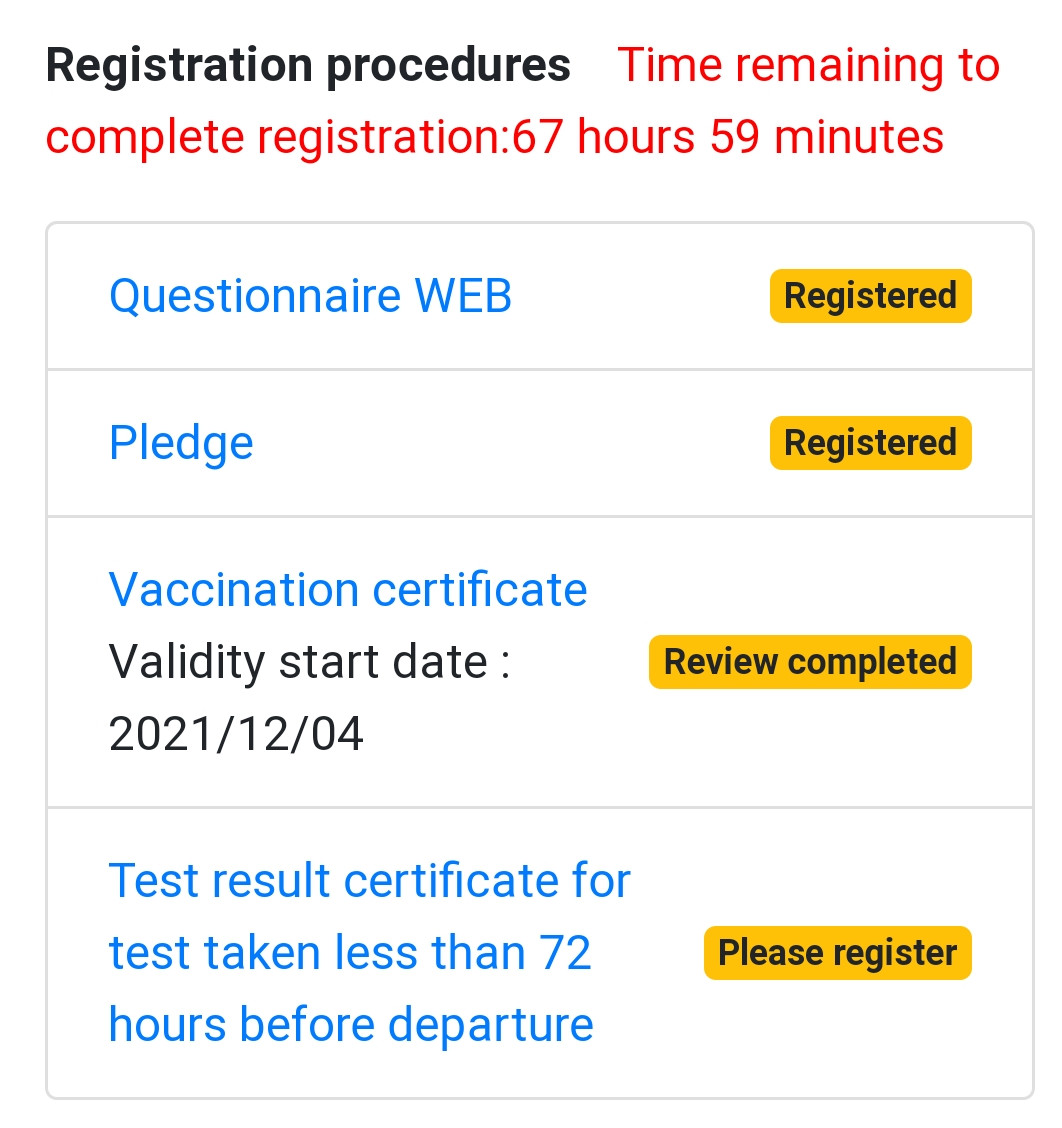 Registration procedures Time remaining to
complete registration:67 hours 59 minutes
Questionnaire WEB Registered
Pledge Registered
Vaccination certificate
Validity start date :
Review completed
2021/12/04
Test result certificate for
test taken less than 72
Please register
hours before departure